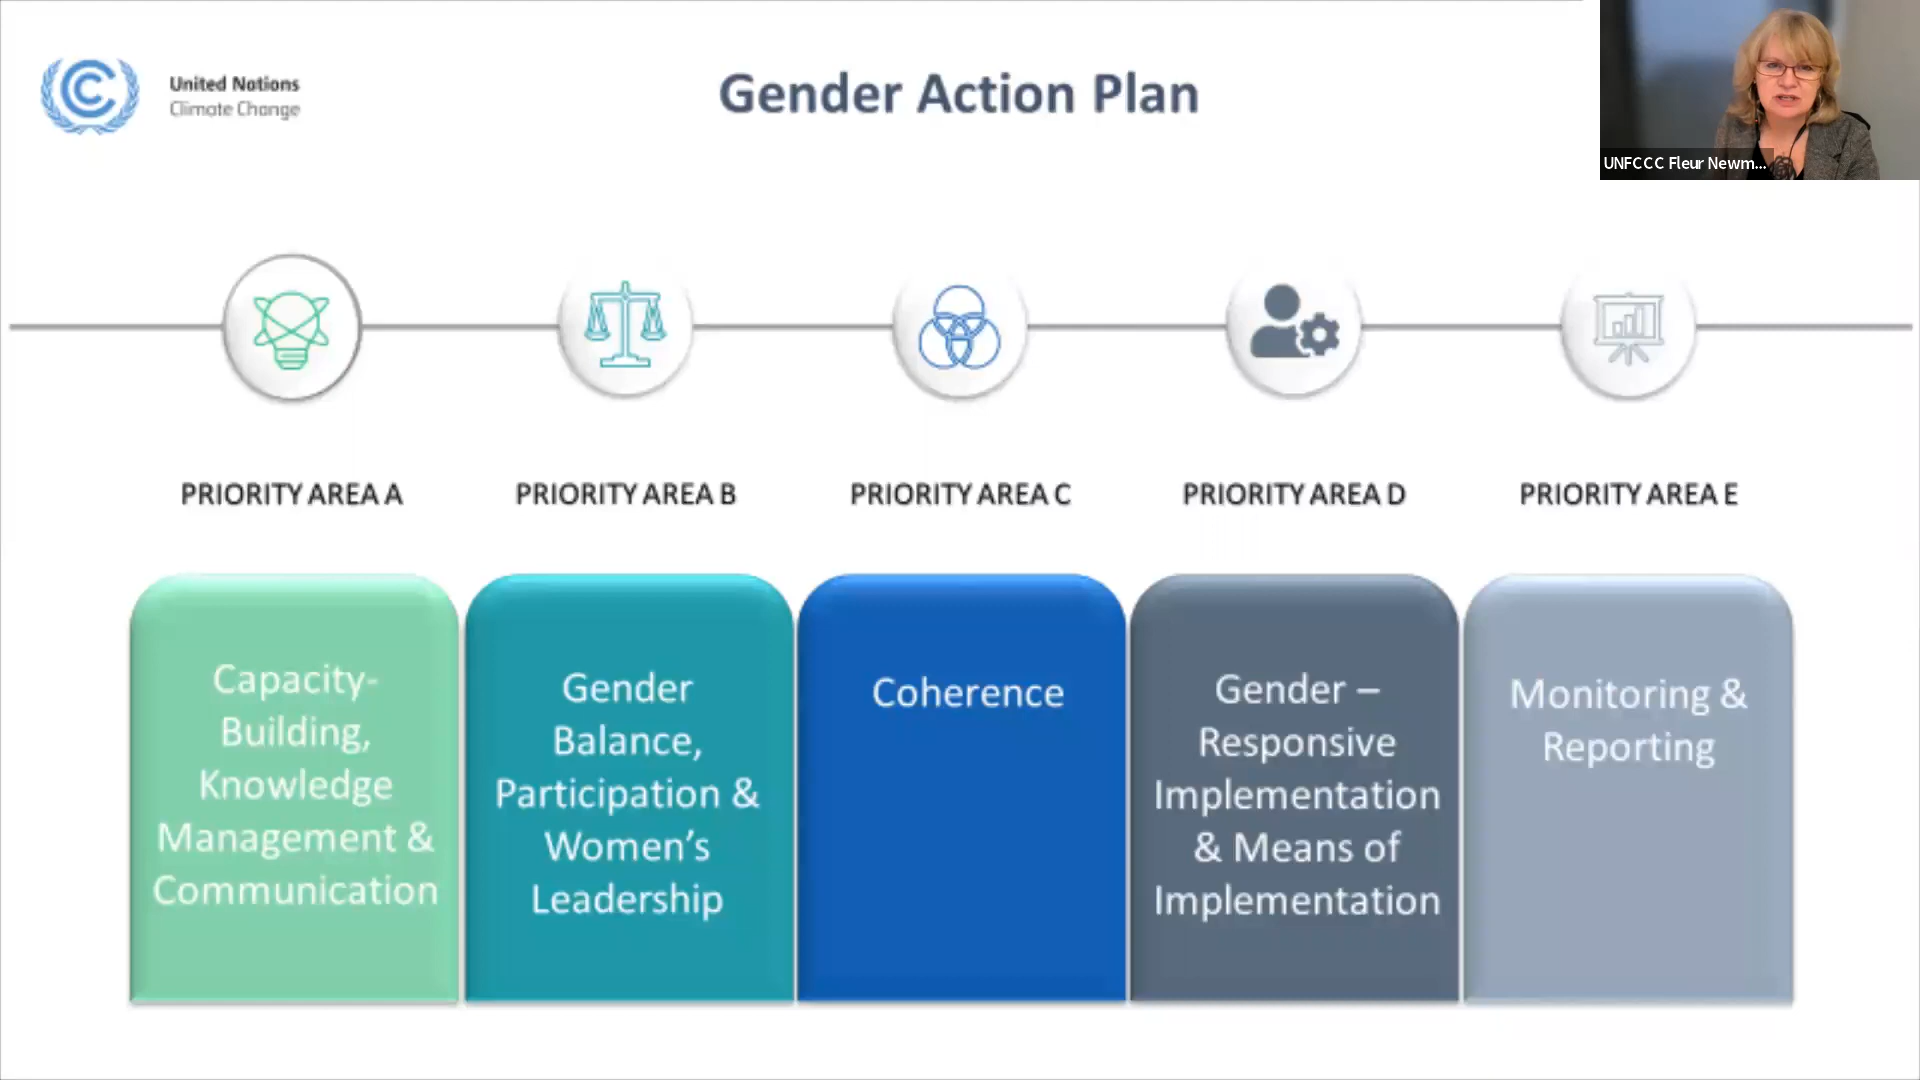 United Nations
Climate Change
Gender Action Plan
UNFCCC Fleur Newm...
PRIORITY AREA A
PRIORITY AREA B
PRIORITY AREA C
PRIORITY AREA D
PRIORITY AREA E
Capacity-
Building,
Knowledge
Management &
Communication
Gender
Balance,
Participation &
Women’s
Leadership
Coherence
Gender –
Responsive
Implementation
& Means of
Implementation
Monitoring &
Reporting